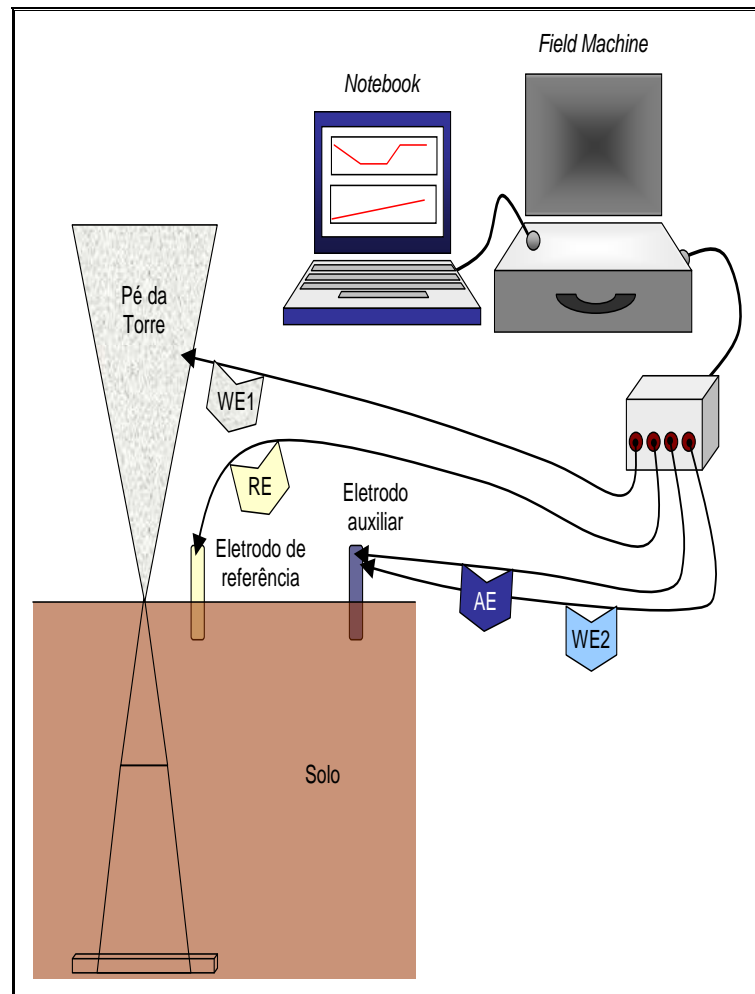 Field Machine
Notebook
Pé da
Torre
WE1
RE
Eletrodo
auxiliar
Eletrodo de
referência
AE
WE2
Solo